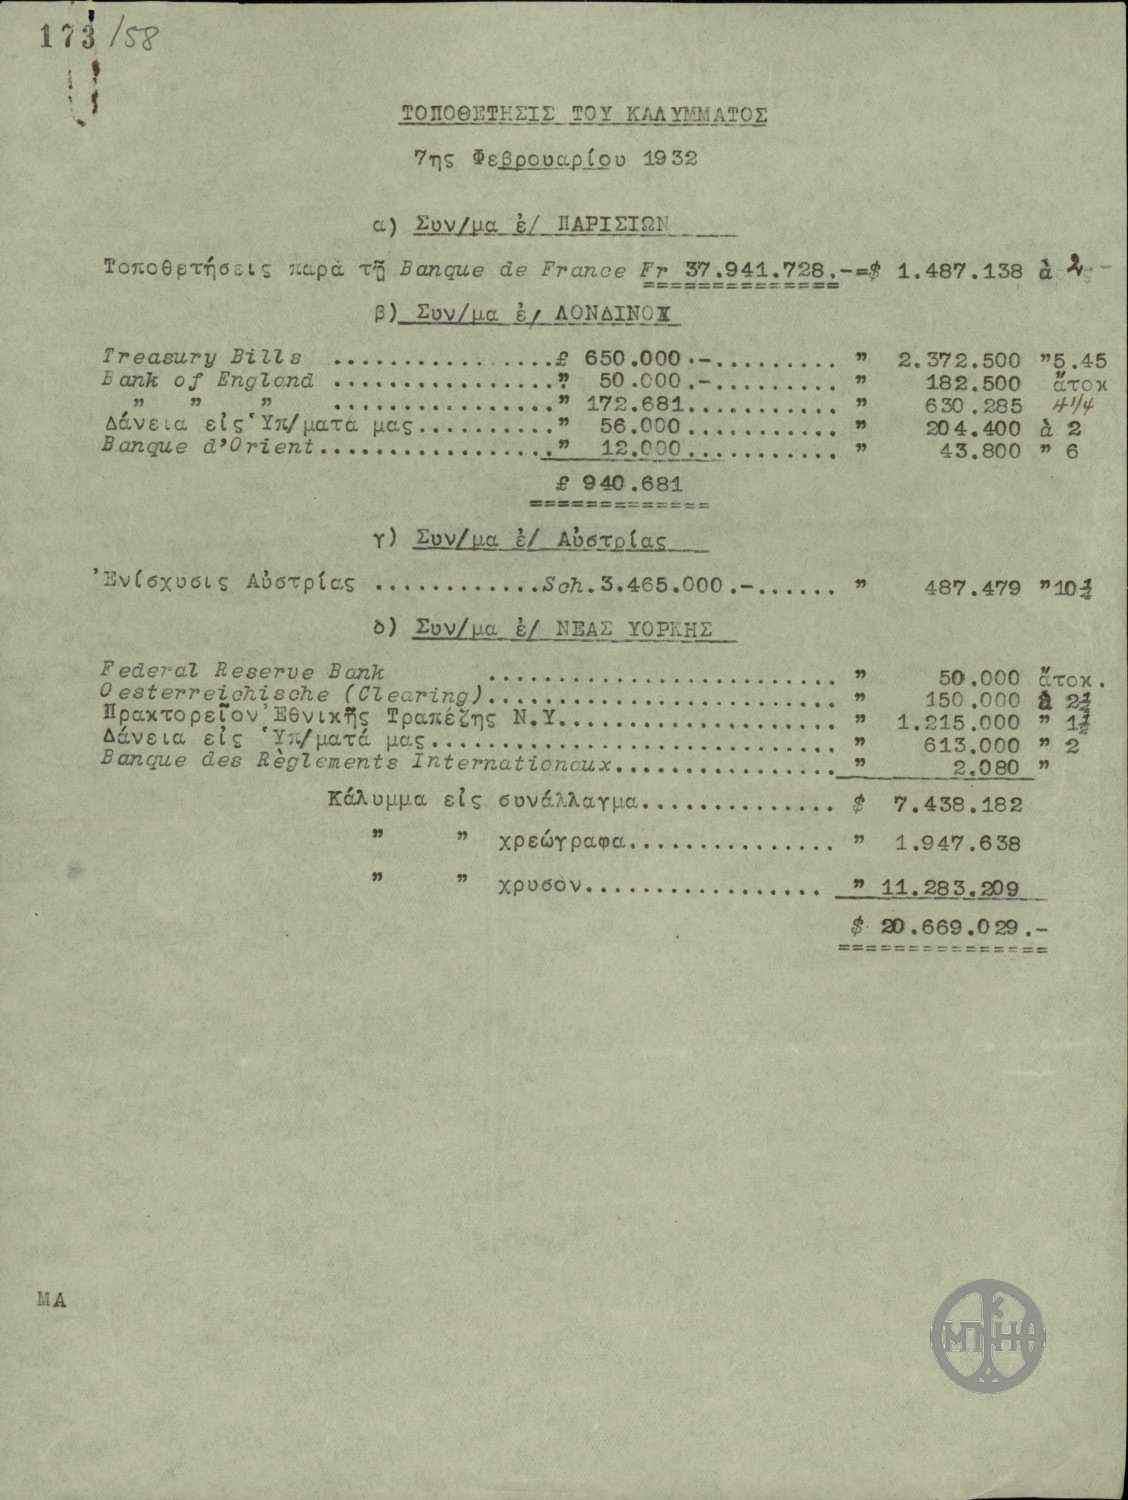 173/58
ΤΟΠΟΘΕΤΗΣΙΣ ΤΟΥ ΚΑΛΥΜΜΑΤΟΣ
7ης Φεβρουαρίου 1932
α) Συν/μα ἐ/ ΠΑΡΙΣΙΩΝ
Τοποθετήσεις παρὰ τῇ Banque de France Fr 37.941.728.-=$ 1.487.138 à 2
β) Συν/μα ἐ/ ΛΟΝΔΙΝΟΥ
Treasury Bills ................£ 650.000.-......... " 2.372.500 "5.45
Bank of England ................" 50.000.-......... " 182.500 ἄτοκ
" " " ................" 172.681........... " 630.285 4 1/4
Δάνεια εἰς Ὑπ/ματά μας.........." 56.000........... " 204.400 à 2
Banque d'Orient................." 12.000........... " 43.800 " 6
£ 940.681
γ) Συν/μα ἐ/ Αὐστρίας
Ἐνίσχυσις Αὐστρίας ............Sch.3.465.000.-...... " 487.479 "10½
δ) Συν/μα ἐ/ ΝΕΑΣ ΥΟΡΚΗΣ
Federal Reserve Bank ......................... " 50.000 ἄτοκ.
Oesterreichische (Clearing)......................... " 150.000 à 2½
Πρακτορεῖον Ἐθνικῆς Τραπέζης Ν.Υ.................... " 1.215.000 " 1½
Δάνεια εἰς Ὑπ/ματά μας............................. " 613.000 " 2
Banque des Règlements Internationaux................ " 2.080 "
Κάλυμμα εἰς συνάλλαγμα.............. $ 7.438.182
" " χρεώγραφα............... " 1.947.638
" " χρυσὸν................. " 11.283.209
$ 20.669.029.-
ΜΑ
ΜΠ Κ ΗΑ